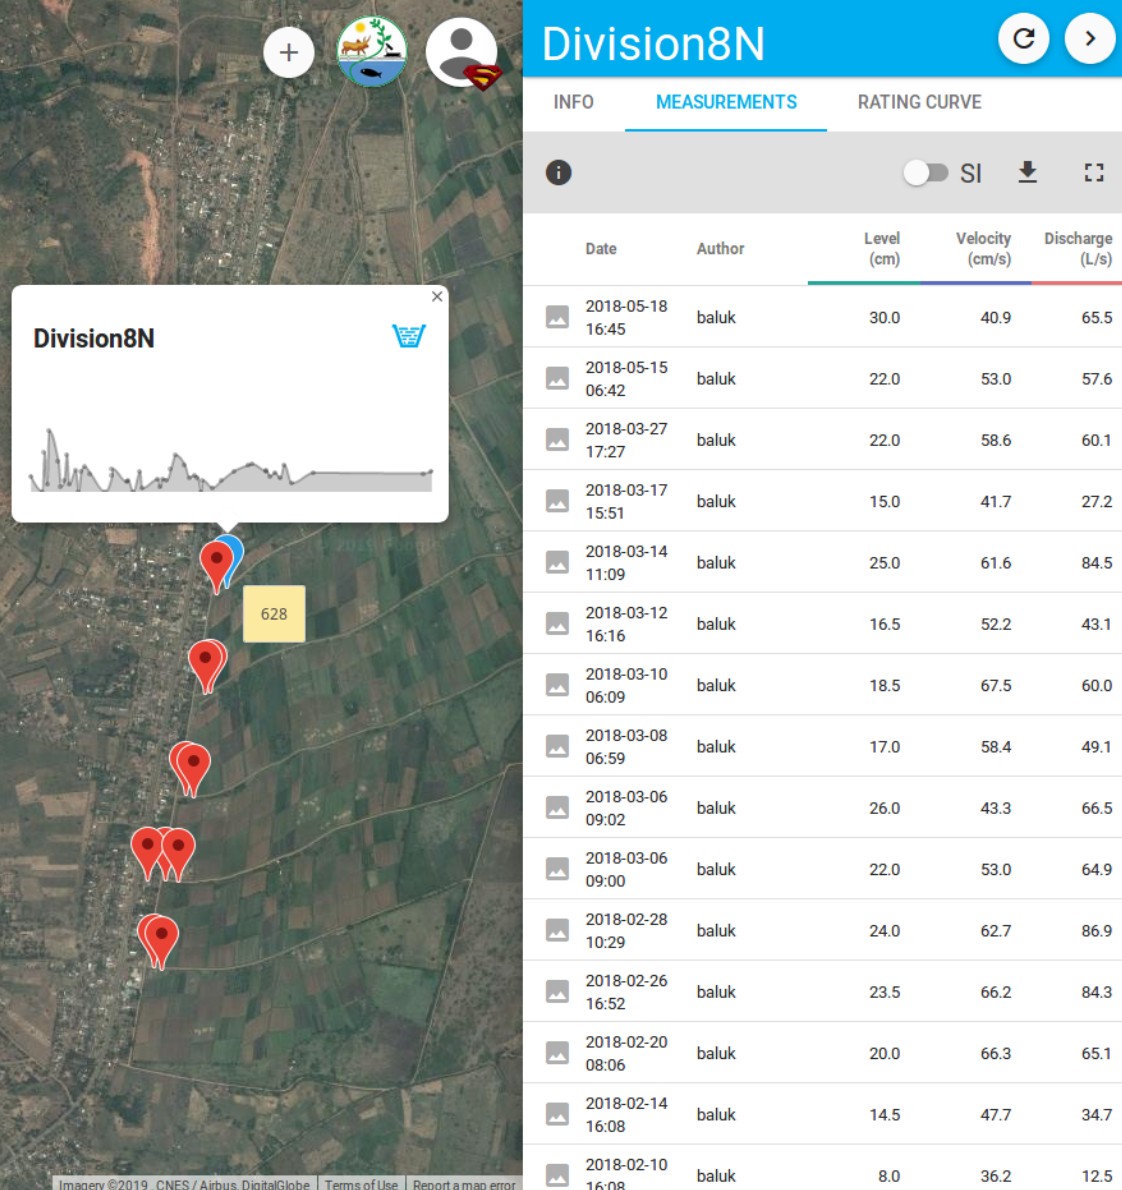 Division8N
INFO MEASUREMENTS RATING CURVE
SI
Date Author Level (cm) Velocity (cm/s) Discharge (L/s)
2018-05-18 16:45 baluk 30.0 40.9 65.5
2018-05-15 06:42 baluk 22.0 53.0 57.6
2018-03-27 17:27 baluk 22.0 58.6 60.1
2018-03-17 15:51 baluk 15.0 41.7 27.2
2018-03-14 11:09 baluk 25.0 61.6 84.5
2018-03-12 16:16 baluk 16.5 52.2 43.1
2018-03-10 06:09 baluk 18.5 67.5 60.0
2018-03-08 06:59 baluk 17.0 58.4 49.1
2018-03-06 09:02 baluk 26.0 43.3 66.5
2018-03-06 09:00 baluk 22.0 53.0 64.9
2018-02-28 10:29 baluk 24.0 62.7 86.9
2018-02-26 16:52 baluk 23.5 66.2 84.3
2018-02-20 08:06 baluk 20.0 66.3 65.1
2018-02-14 16:08 baluk 14.5 47.7 34.7
2018-02-10 16:08 baluk 8.0 36.2 12.5
Division8N
628
Imagery ©2019 , CNES / Airbus, DigitalGlobe Terms of Use Report a map error